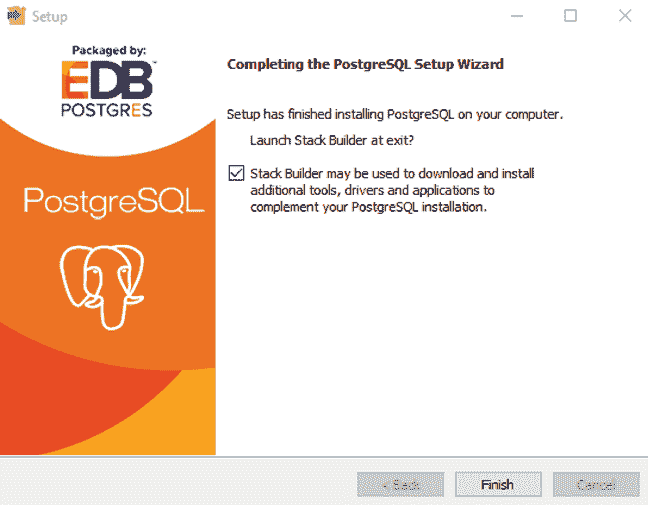 Setup
Packaged by:
EDB™
POSTGRES
PostgreSQL
Completing the PostgreSQL Setup Wizard
Setup has finished installing PostgreSQL on your computer.
Launch Stack Builder at exit?
Stack Builder may be used to download and install
additional tools, drivers and applications to
complement your PostgreSQL installation.
< Back
Finish
Cancel